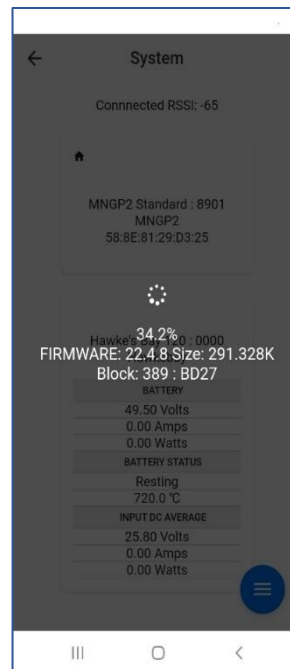 System
Connnected RSSI: -65
MNGP2 Standard : 8901
MNGP2
58:8E:81:29:D3:25
34.2%
Hawke's Bay 120 : 0000
FIRMWARE: 22.4.8 Size: 291.328K
Block: 389 : BD27
BATTERY
49.50 Volts
0.00 Amps
0.00 Watts
BATTERY STATUS
Resting
720.0 °C
INPUT DC AVERAGE
25.80 Volts
0.00 Amps
0.00 Watts